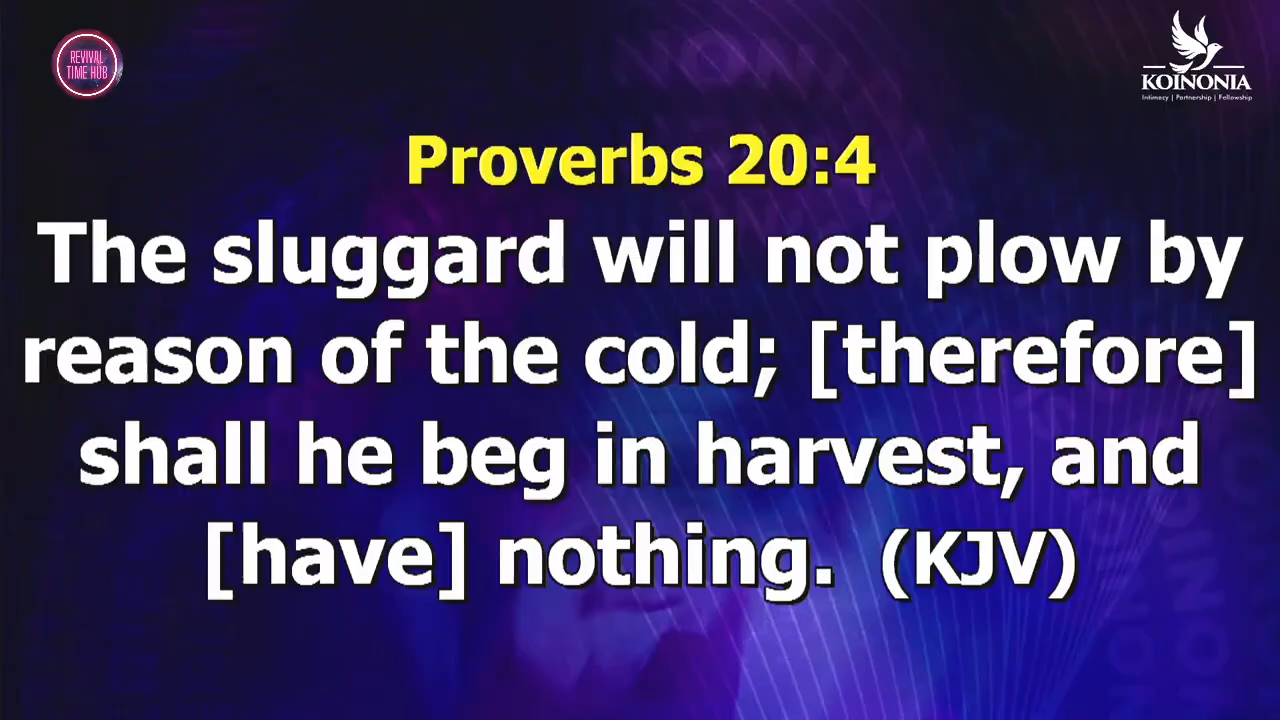 REVIVAL
TIME HUB
KOINONIA
Intimacy | Partnership | Fellowship
Proverbs 20:4
The sluggard will not plow by
reason of the cold; [therefore]
shall he beg in harvest, and
[have] nothing. (KJV)